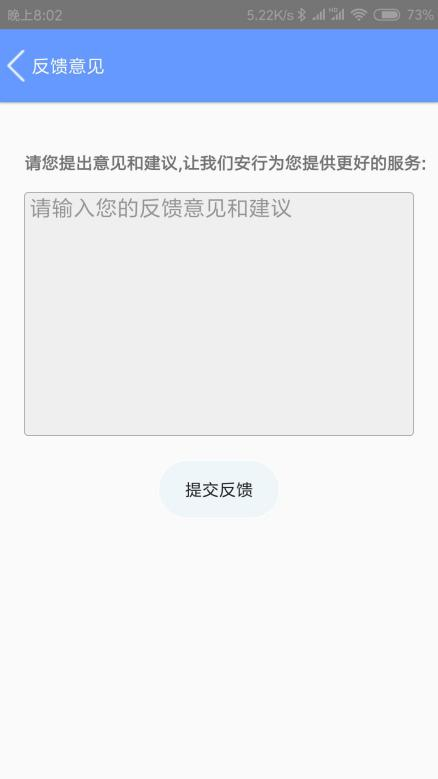 晚上8:02 5.22K/s HD 73%
反馈意见
请您提出意见和建议,让我们安行为您提供更好的服务:
请输入您的反馈意见和建议
提交反馈